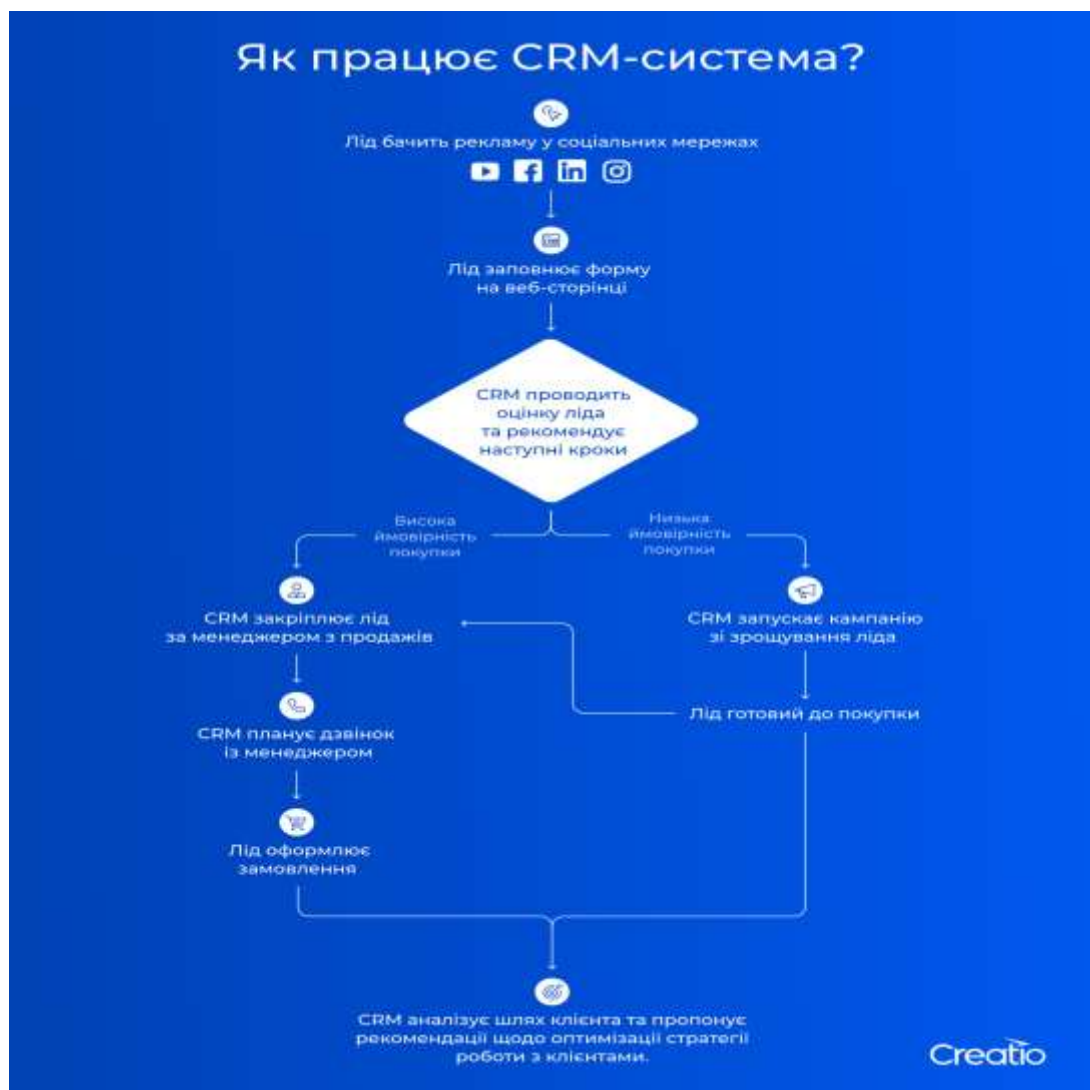 Як працює CRM-система?
Лід бачить рекламу у соціальних мережах
Лід заповнює форму
на веб-сторінці
CRM проводить
оцінку ліда
та рекомендує
наступні кроки
Висока
ймовірність
покупки
Низька
ймовірність
покупки
CRM закріплює лід
за менеджером з продажів
CRM запускає кампанію
зі зрощування ліда
CRM планує дзвінок
із менеджером
Лід готовий до покупки
Лід оформлює
замовлення
CRM аналізує шлях клієнта та пропонує
рекомендації щодо оптимізації стратегії
роботи з клієнтами.
Creatio